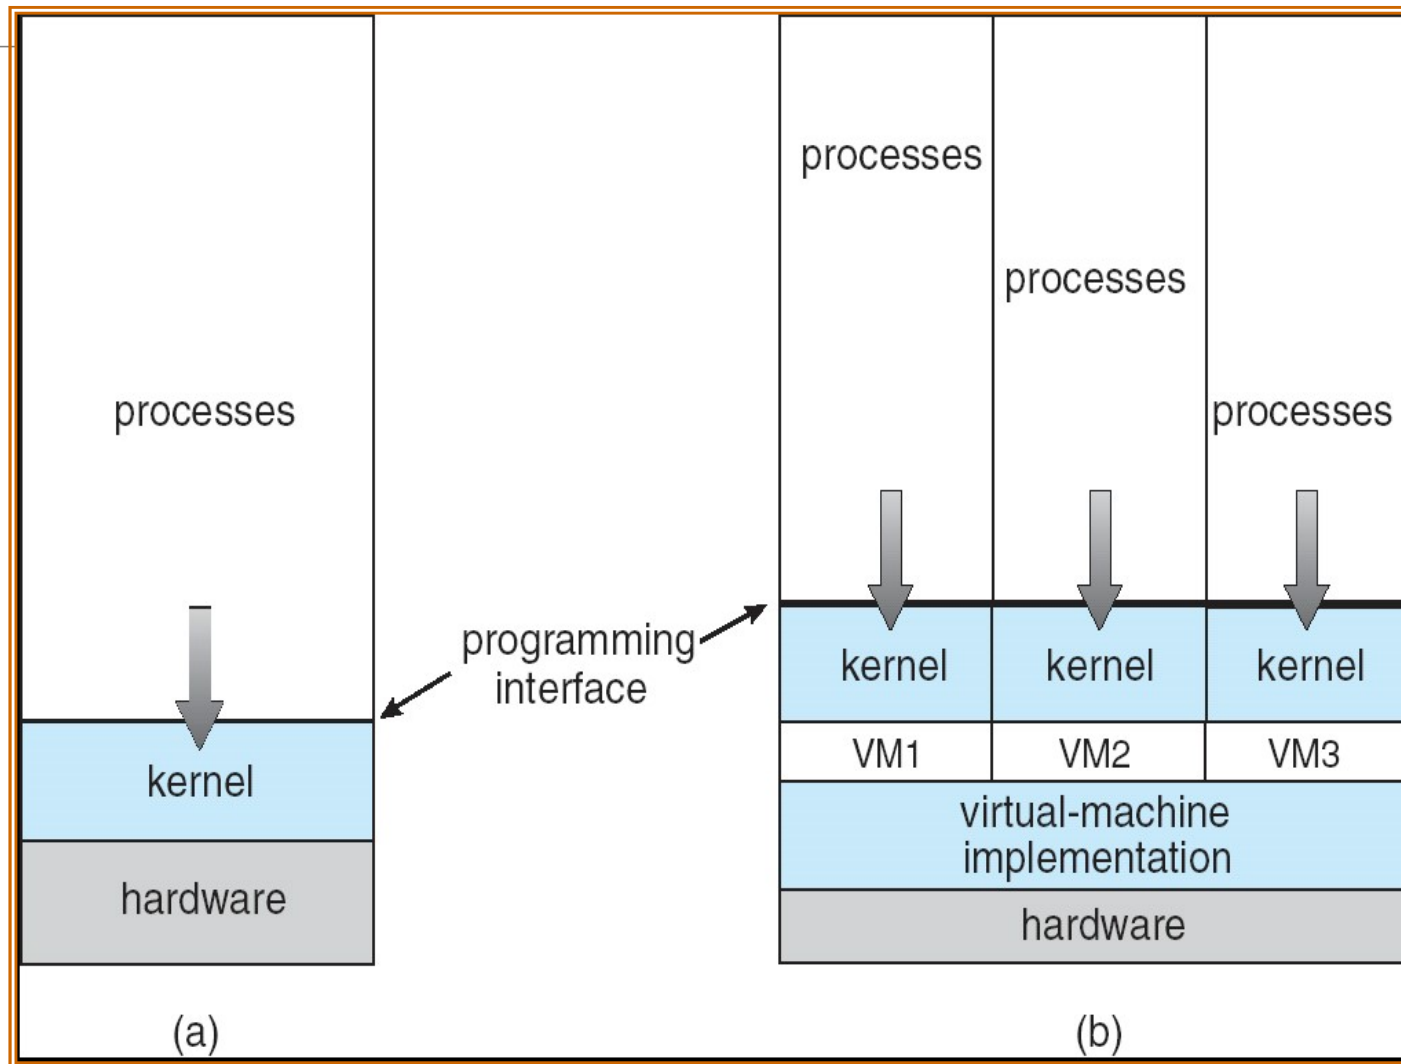 processes
kernel
hardware
(a)
programming
interface
processes
processes
processes
kernel kernel kernel
VM1 VM2 VM3
virtual-machine
implementation
hardware
(b)